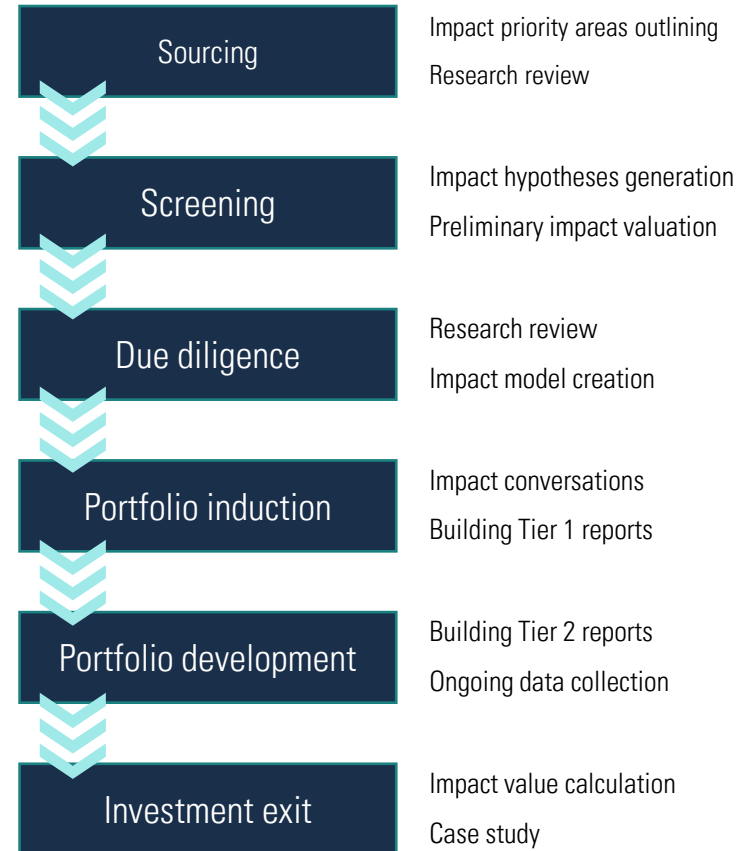 Sourcing
Impact priority areas outlining
Research review
Screening
Impact hypotheses generation
Preliminary impact valuation
Due diligence
Research review
Impact model creation
Portfolio induction
Impact conversations
Building Tier 1 reports
Portfolio development
Building Tier 2 reports
Ongoing data collection
Investment exit
Impact value calculation
Case study